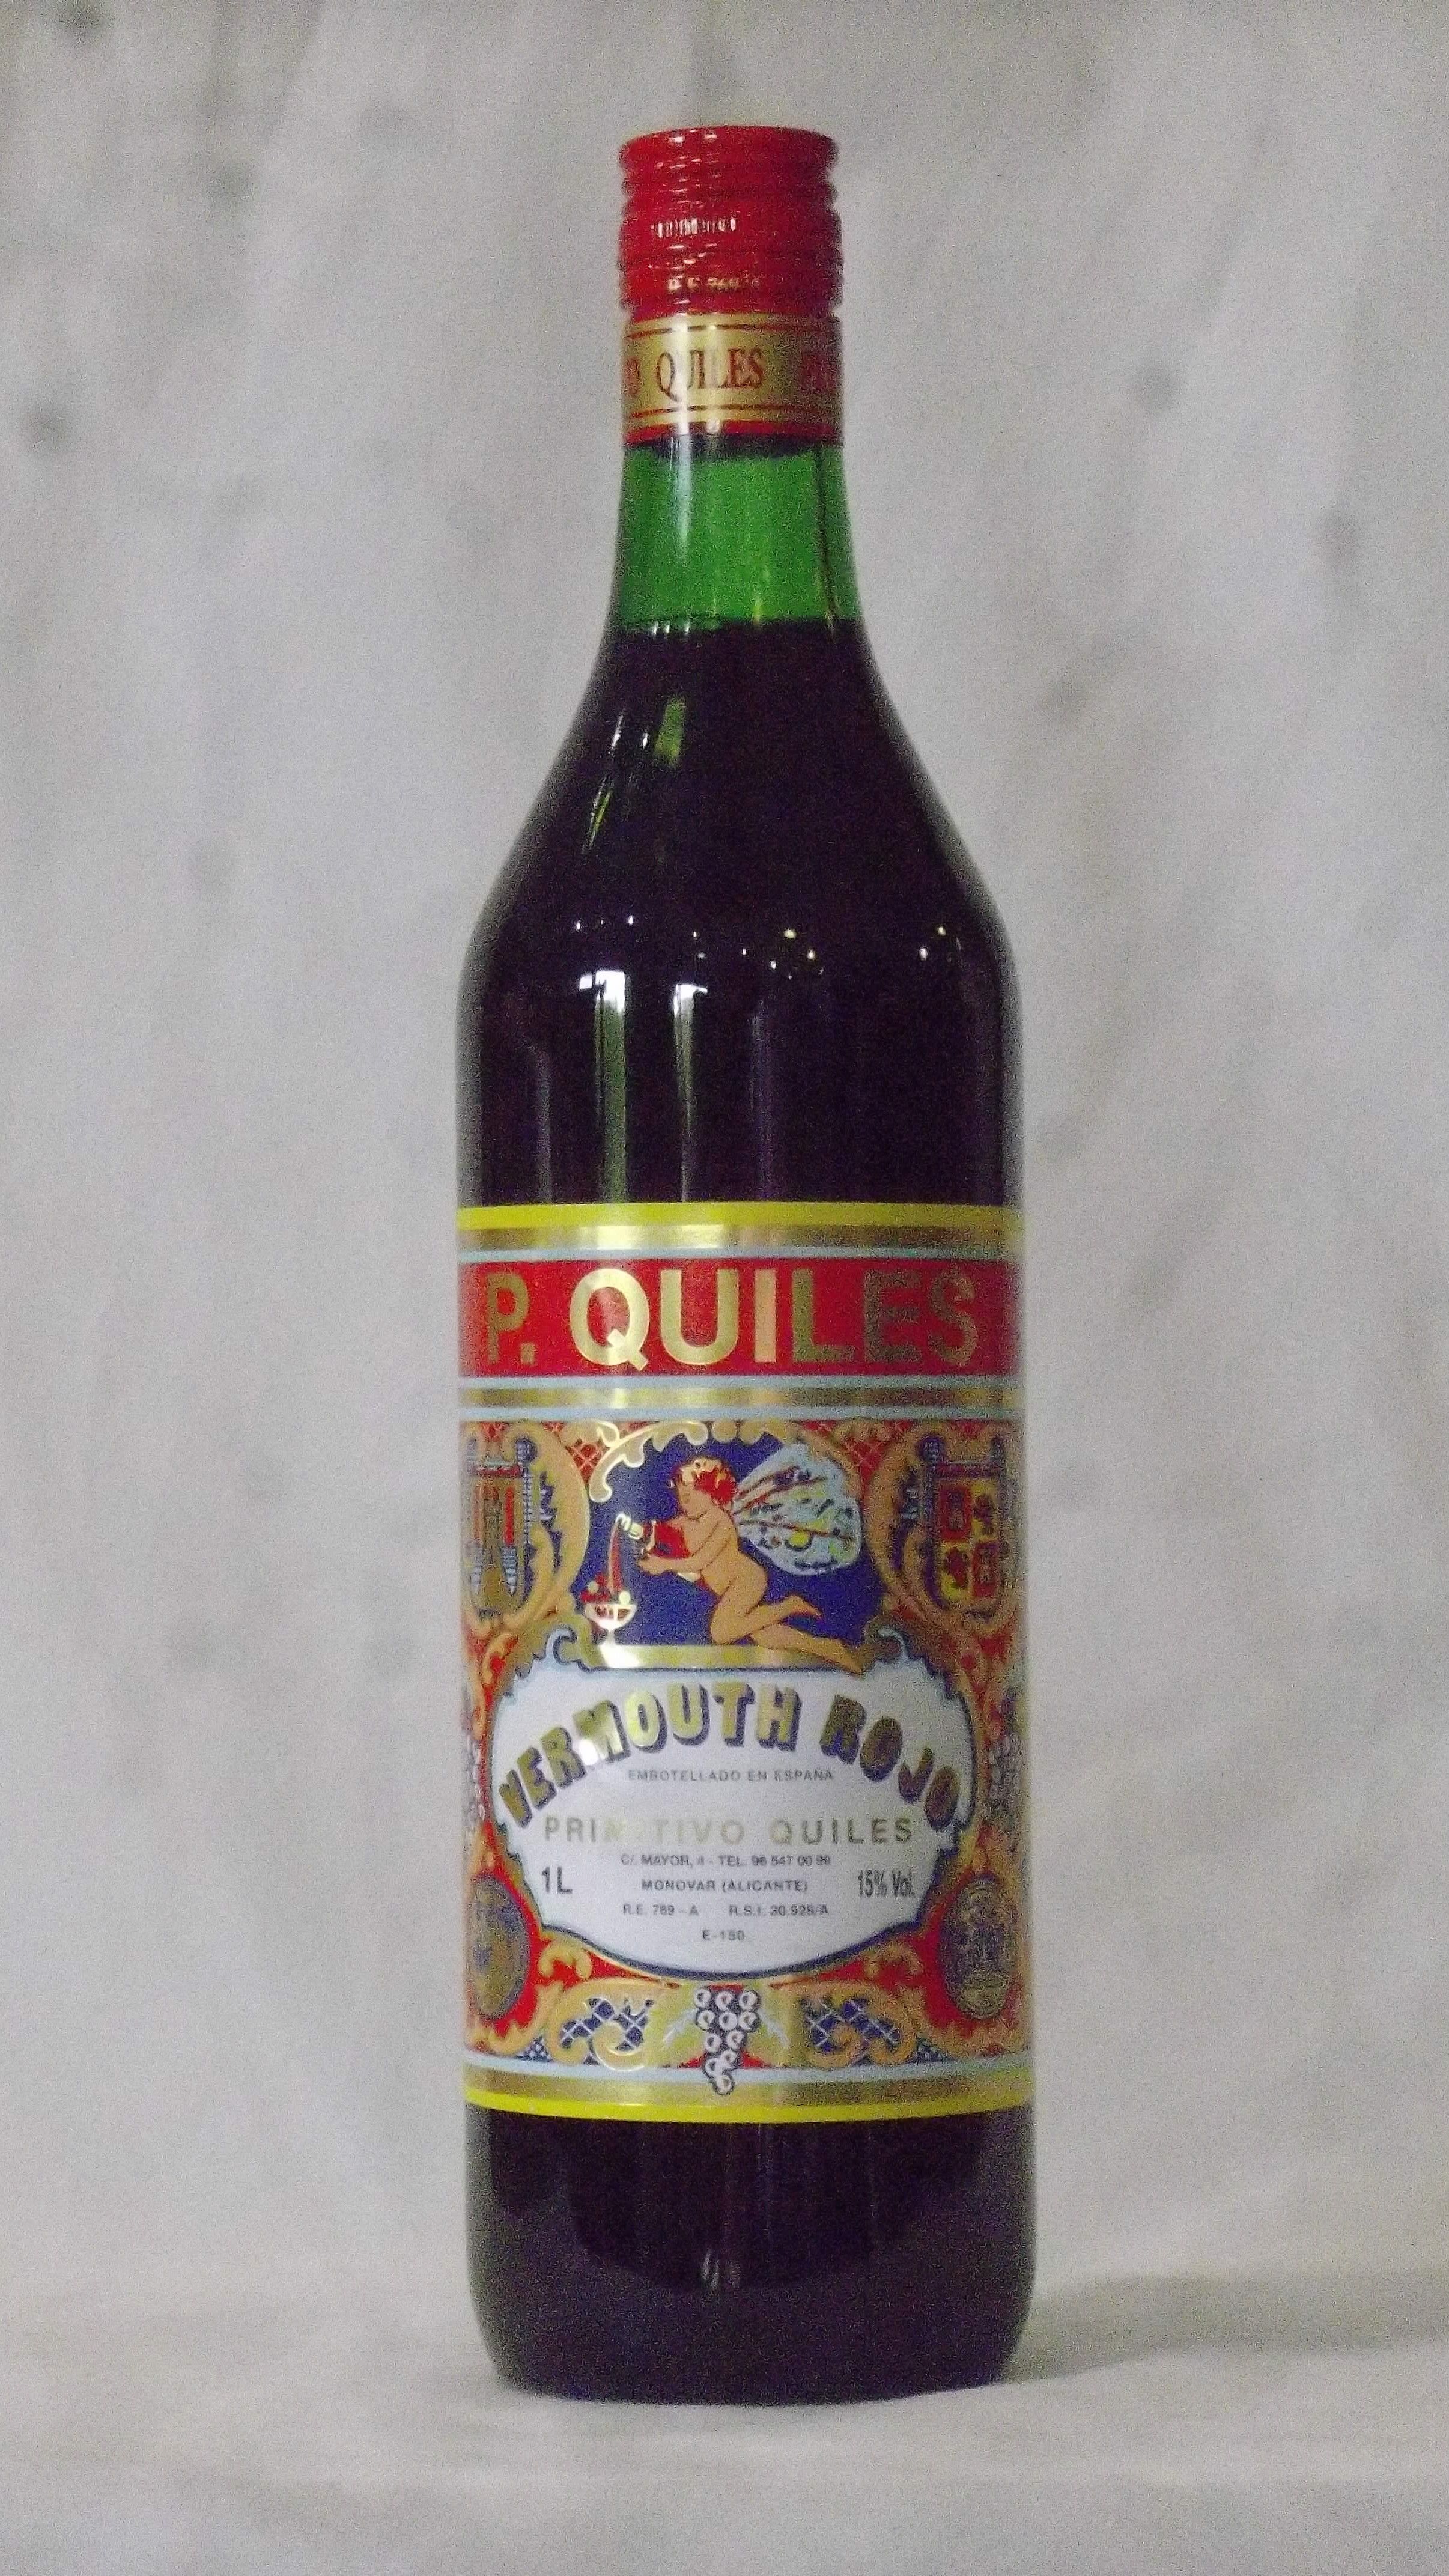 QUILES
P. QUILES
VERMOUTH ROJO
EMBOTELLADO EN ESPAÑA
PRIMITIVO QUILES
C/. MAYOR, 4 - TEL. 96 547 00 99
1L MONOVAR (ALICANTE) 15% Vol.
R.E. 769 - A R.S.I. 30.928/A
E-150